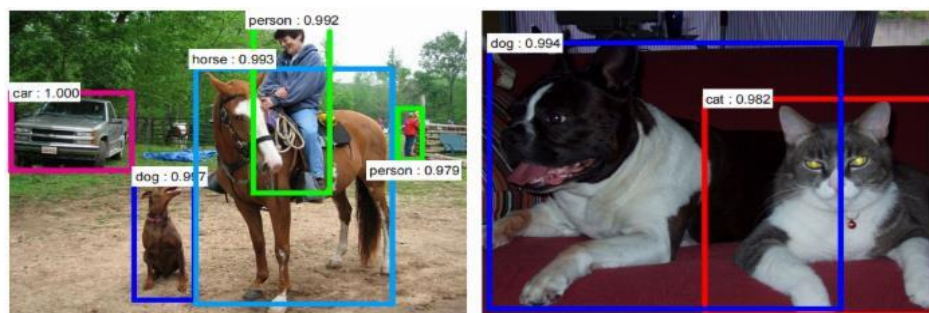 person : 0.992
horse : 0.993
car : 1.000
dog : 0.997
person : 0.979
dog : 0.994
cat : 0.982